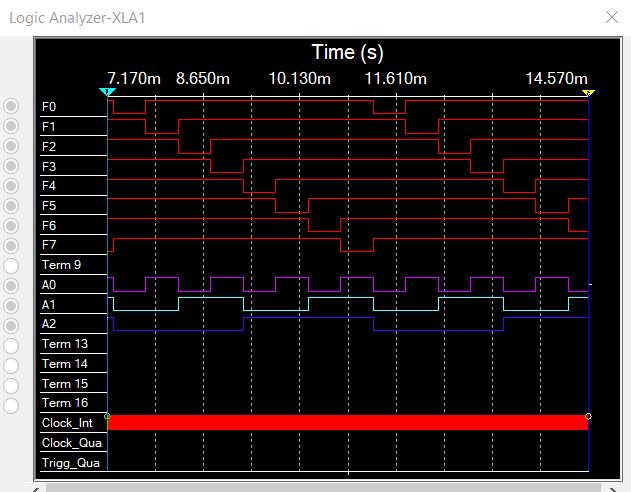 Logic Analyzer-XLA1
Time (s)
7.170m 8.650m 10.130m 11.610m 14.570m
F0
F1
F2
F3
F4
F5
F6
F7
Term 9
A0
A1
A2
Term 13
Term 14
Term 15
Term 16
Clock_Int
Clock_Qua
Trigg_Qua